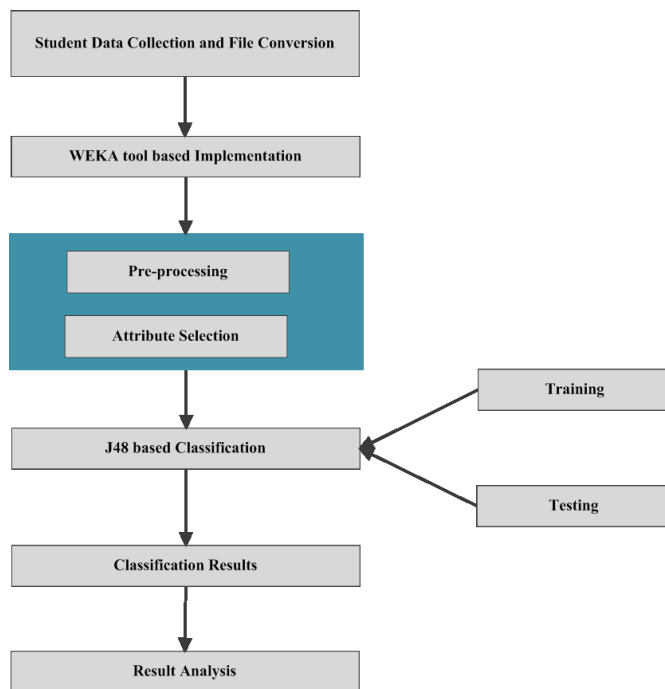 Student Data Collection and File Conversion
WEKA tool based Implementation
Pre-processing
Attribute Selection
Training
J48 based Classification
Testing
Classification Results
Result Analysis